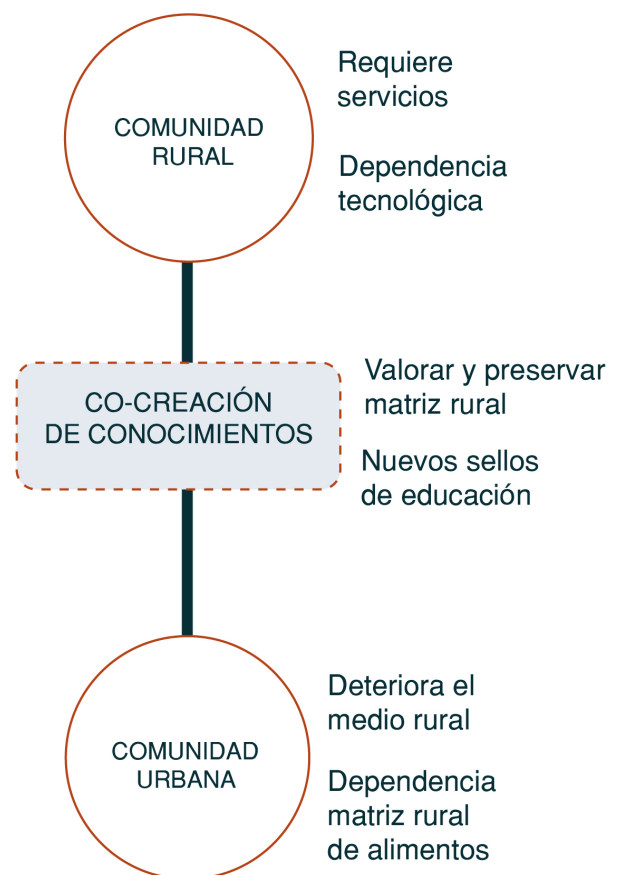 COMUNIDAD
RURAL
Requiere
servicios
Dependencia
tecnológica
CO-CREACIÓN
DE CONOCIMIENTOS
Valorar y preservar
matriz rural
Nuevos sellos
de educación
COMUNIDAD
URBANA
Deteriora el
medio rural
Dependencia
matriz rural
de alimentos